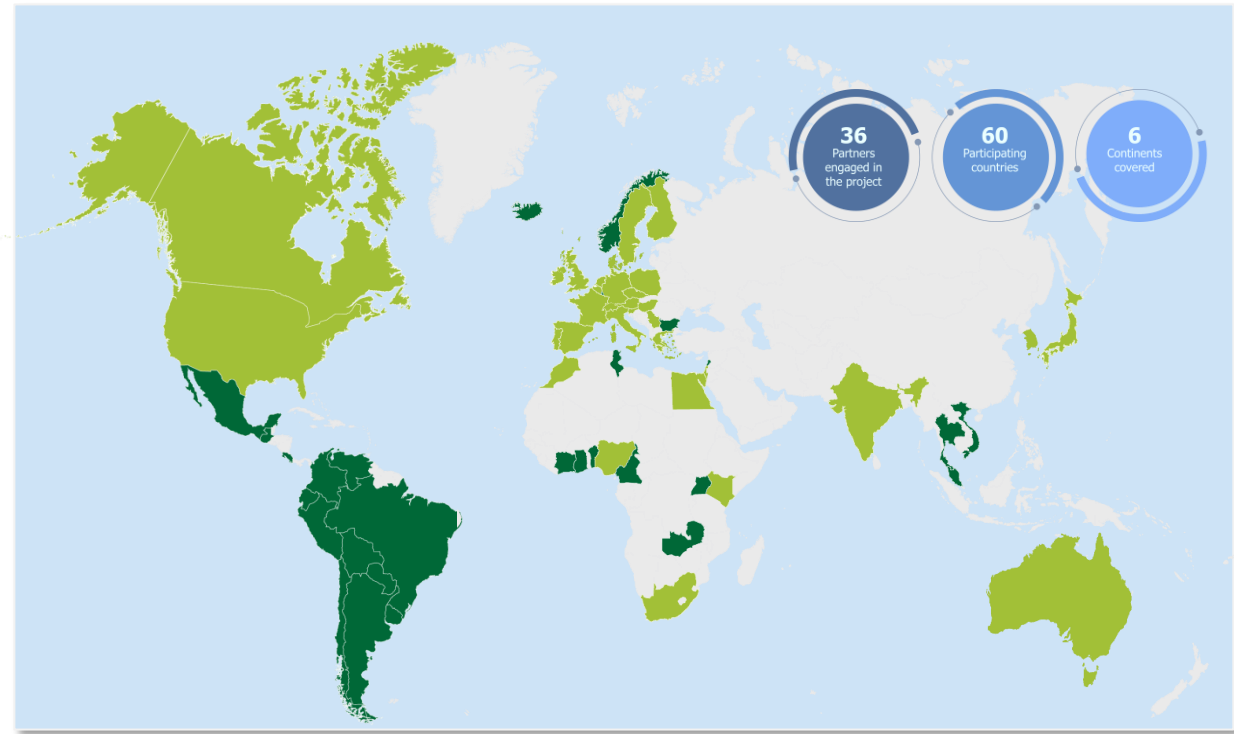 36
Partners
engaged in
the project
60
Participating
countries
6
Continents
covered